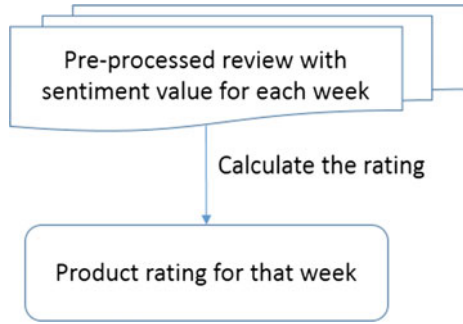 Pre-processed review with
sentiment value for each week
Calculate the rating
Product rating for that week